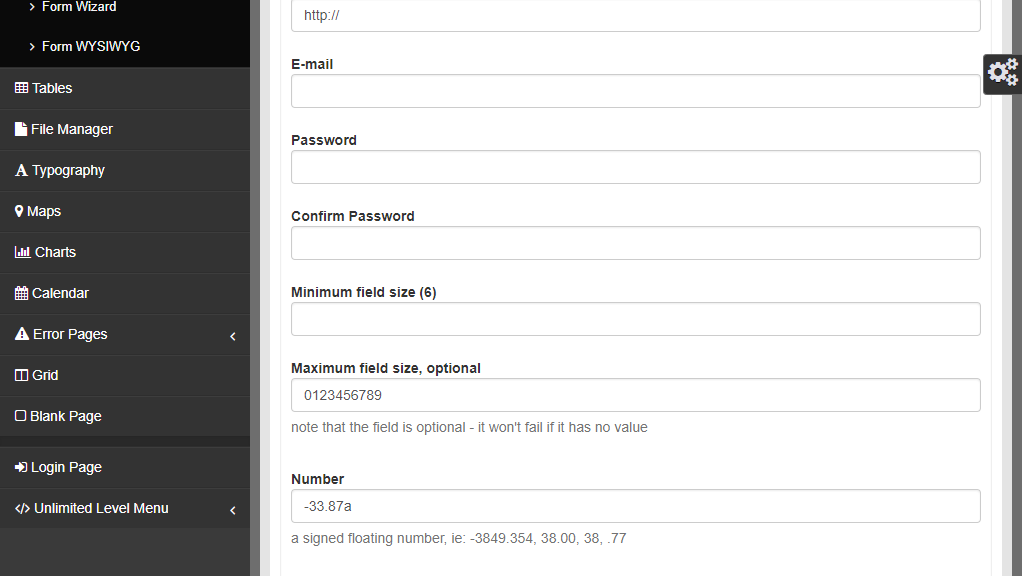 Form Wizard
Form WYSIWYG
Tables
File Manager
Typography
Maps
Charts
Calendar
Error Pages
Grid
Blank Page
Login Page
Unlimited Level Menu
http://
E-mail
Password
Confirm Password
Minimum field size (6)
Maximum field size, optional
0123456789
note that the field is optional - it won't fail if it has no value
Number
-33.87a
a signed floating number, ie: -3849.354, 38.00, 38, .77